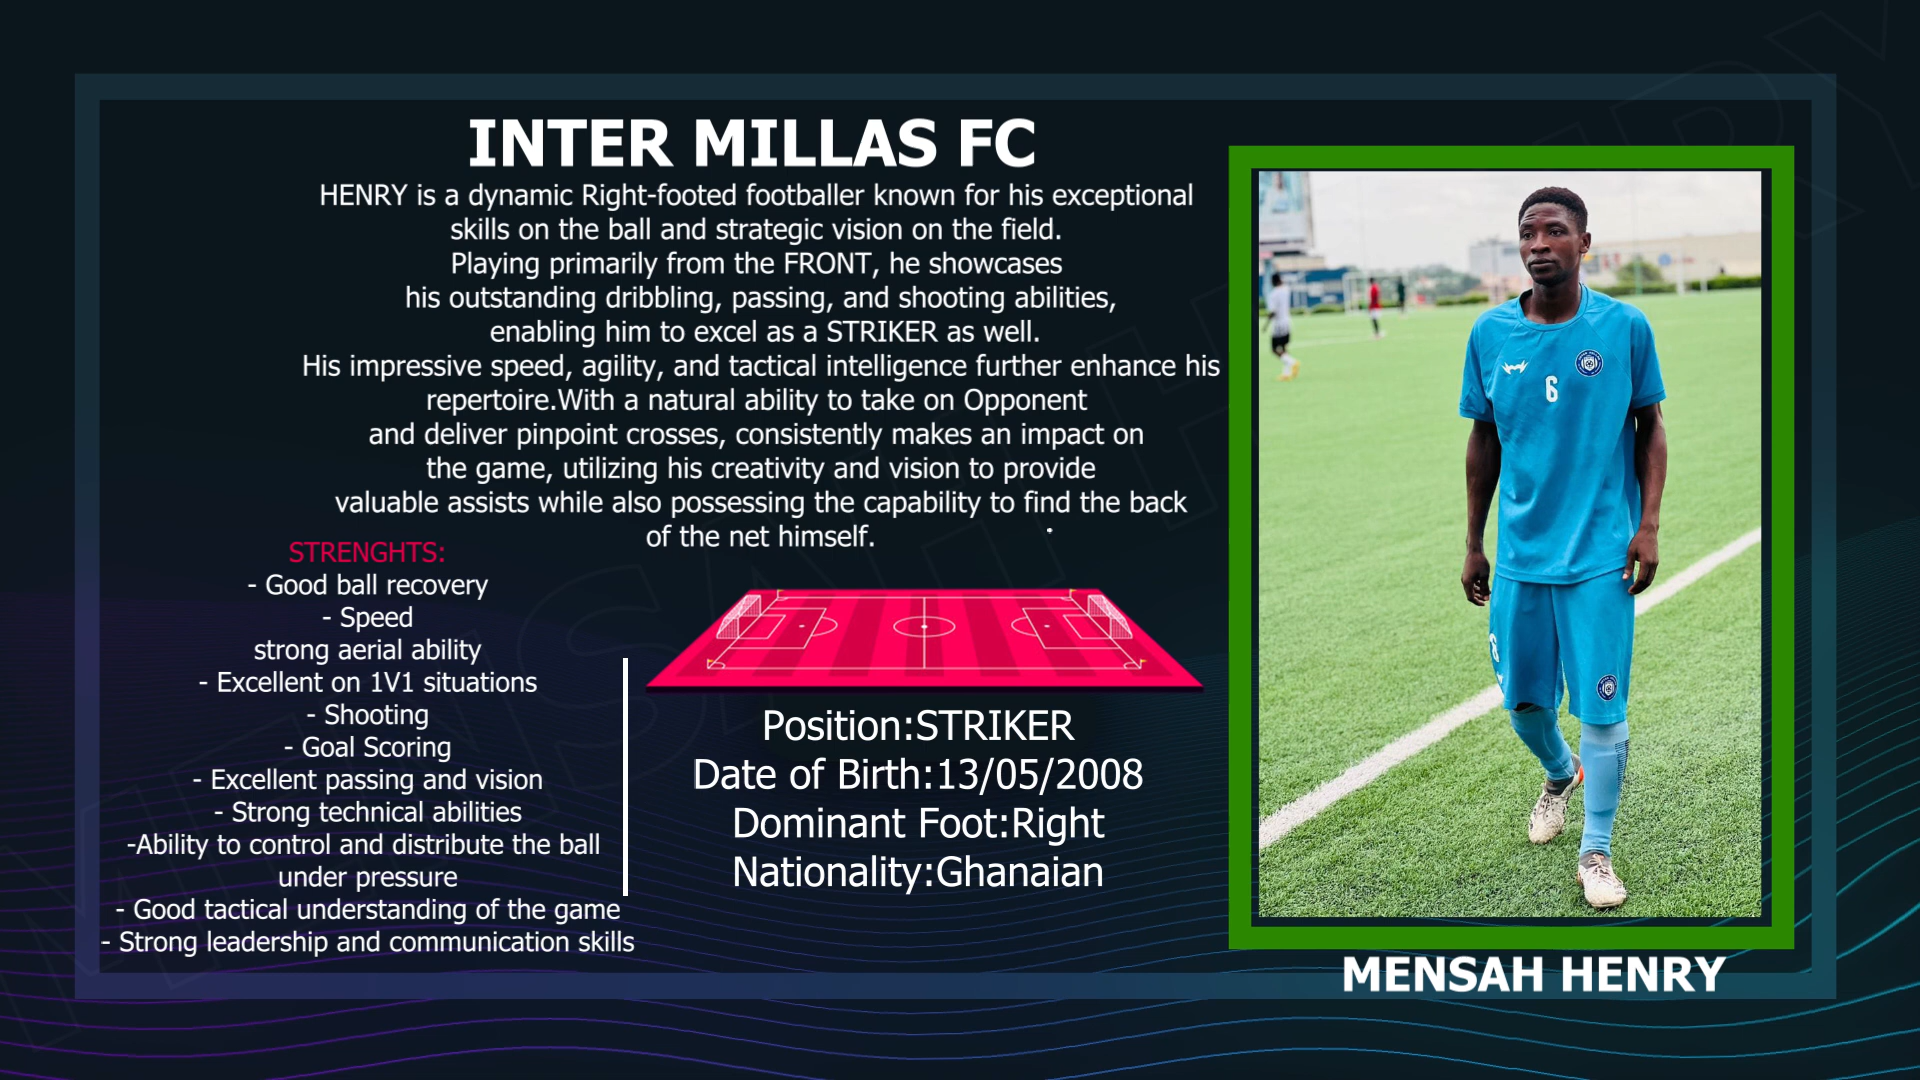 INTER MILLAS FC
HENRY is a dynamic Right-footed footballer known for his exceptional
skills on the ball and strategic vision on the field.
Playing primarily from the FRONT, he showcases
his outstanding dribbling, passing, and shooting abilities,
enabling him to excel as a STRIKER as well.
His impressive speed, agility, and tactical intelligence further enhance his
repertoire.With a natural ability to take on Opponent
and deliver pinpoint crosses, consistently makes an impact on
the game, utilizing his creativity and vision to provide
valuable assists while also possessing the capability to find the back
of the net himself.
STRENGHTS:
- Good ball recovery
- Speed
strong aerial ability
- Excellent on 1V1 situations
- Shooting
- Goal Scoring
- Excellent passing and vision
- Strong technical abilities
-Ability to control and distribute the ball
under pressure
- Good tactical understanding of the game
- Strong leadership and communication skills
Position:STRIKER
Date of Birth:13/05/2008
Dominant Foot:Right
Nationality:Ghanaian
6
6
MENSAH HENRY
MENSAH HENRY